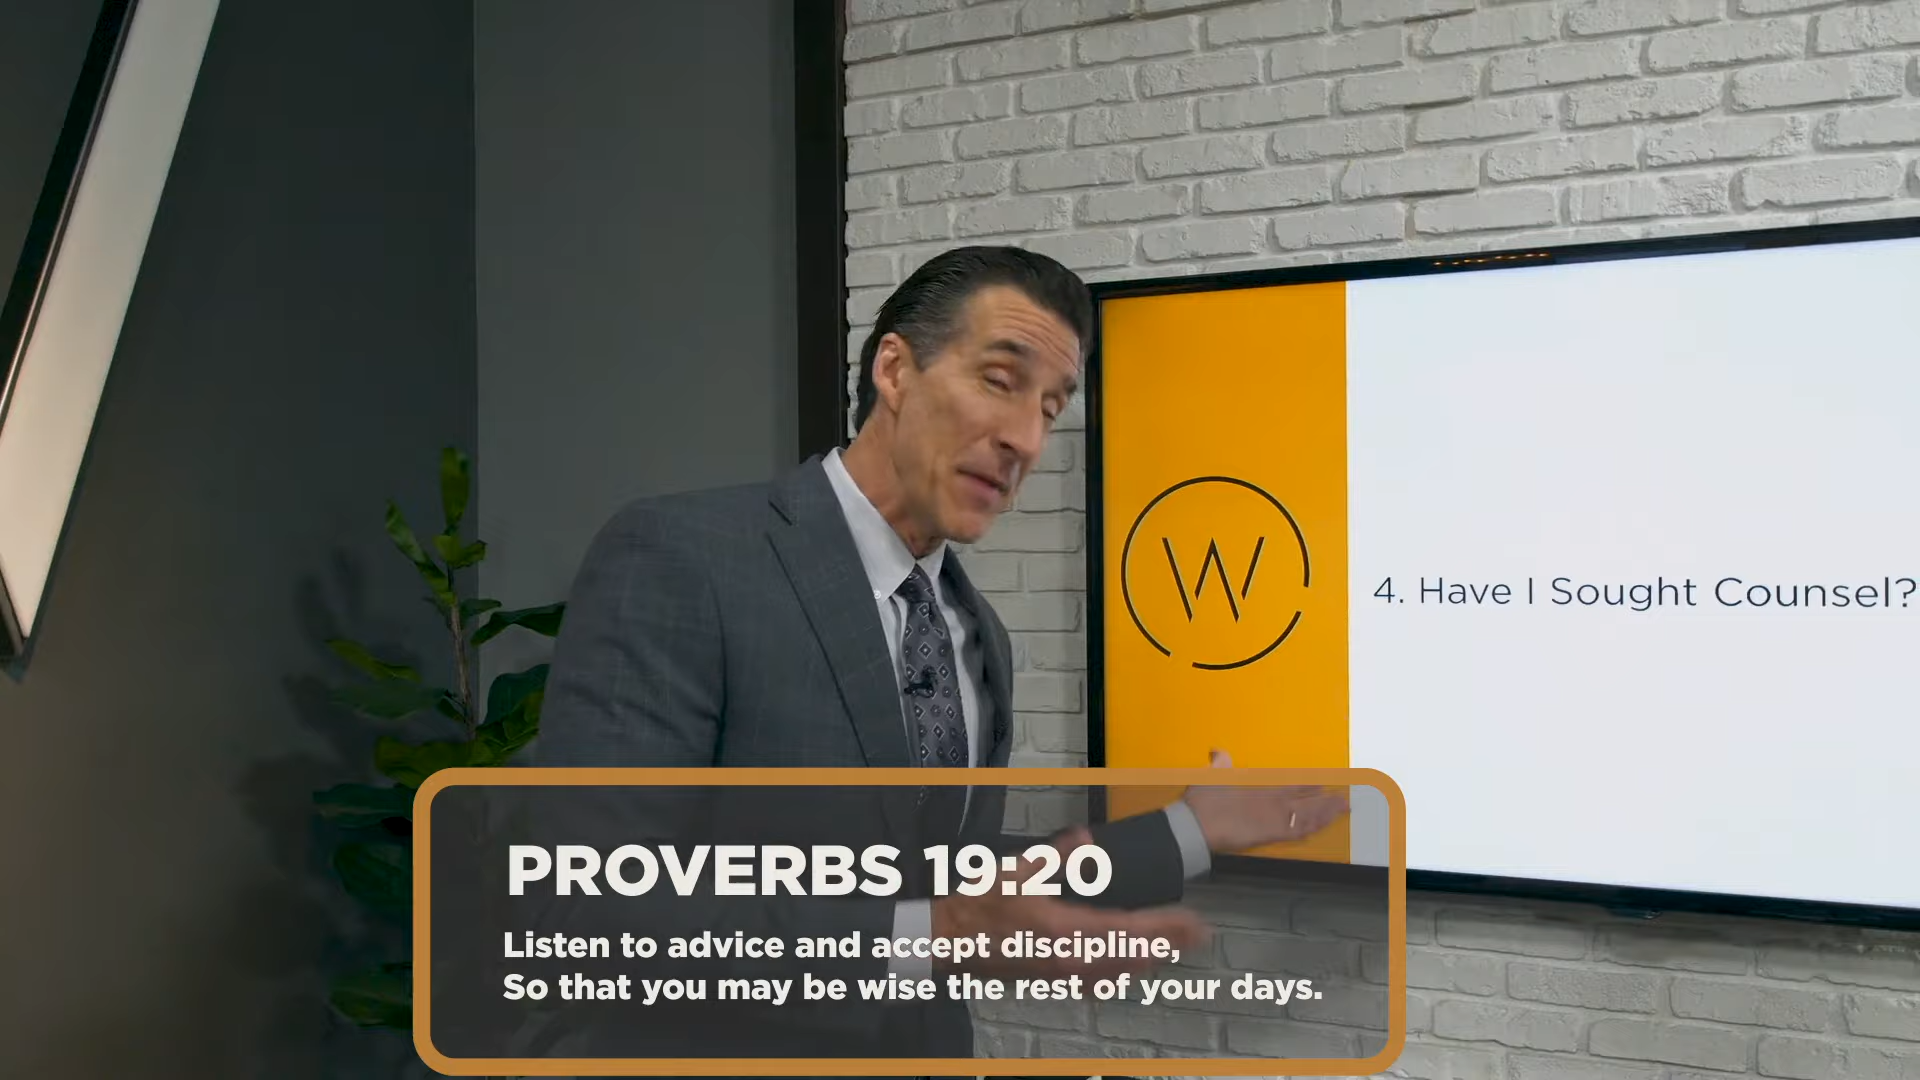 W
4. Have I Sought Counsel?
PROVERBS 19:20
Listen to advice and accept discipline,
So that you may be wise the rest of your days.